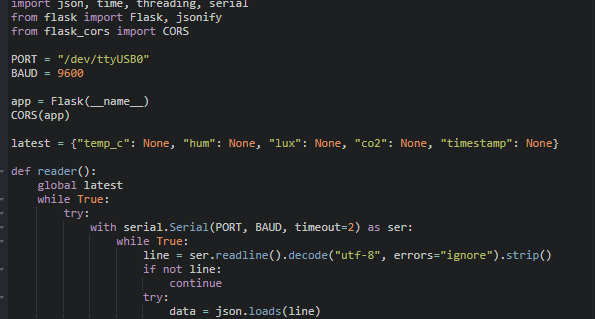 import json, time, threading, serial
from flask import Flask, jsonify
from flask_cors import CORS

PORT = "/dev/ttyUSB0"
BAUD = 9600

app = Flask(__name__)
CORS(app)

latest = {"temp_c": None, "hum": None, "lux": None, "co2": None, "timestamp": None}

def reader():
    global latest
    while True:
        try:
            with serial.Serial(PORT, BAUD, timeout=2) as ser:
                while True:
                    line = ser.readline().decode("utf-8", errors="ignore").strip()
                    if not line:
                        continue
                    try:
                        data = json.loads(line)